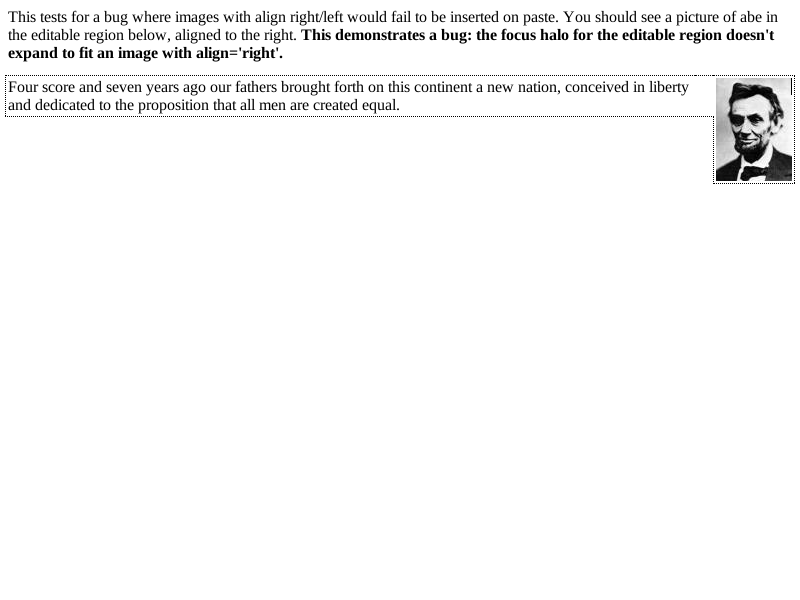 This tests for a bug where images with align right/left would fail to be inserted on paste. You should see a picture of abe in
the editable region below, aligned to the right. This demonstrates a bug: the focus halo for the editable region doesn't
expand to fit an image with align='right'.
Four score and seven years ago our fathers brought forth on this continent a new nation, conceived in liberty
and dedicated to the proposition that all men are created equal.